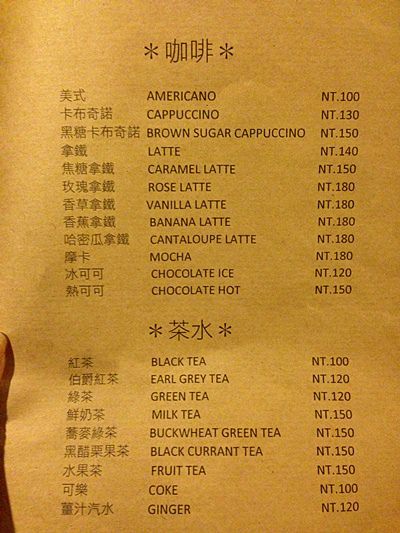 ＊咖啡＊
美式 AMERICANO NT.100
卡布奇諾 CAPPUCCINO NT.130
黑糖卡布奇諾 BROWN SUGAR CAPPUCCINO NT.150
拿鐵 LATTE NT.140
焦糖拿鐵 CARAMEL LATTE NT.150
玫瑰拿鐵 ROSE LATTE NT.180
香草拿鐵 VANILLA LATTE NT.180
香蕉拿鐵 BANANA LATTE NT.180
哈密瓜拿鐵 CANTALOUPE LATTE NT.180
摩卡 MOCHA NT.180
冰可可 CHOCOLATE ICE NT.120
熱可可 CHOCOLATE HOT NT.150
＊茶水＊
紅茶 BLACK TEA NT.100
伯爵紅茶 EARL GREY TEA NT.120
綠茶 GREEN TEA NT.120
鮮奶茶 MILK TEA NT.150
蕎麥綠茶 BUCKWHEAT GREEN TEA NT.150
黑醋栗果茶 BLACK CURRANT TEA NT.150
水果茶 FRUIT TEA NT.150
可樂 COKE NT.100
薑汁汽水 GINGER NT.120